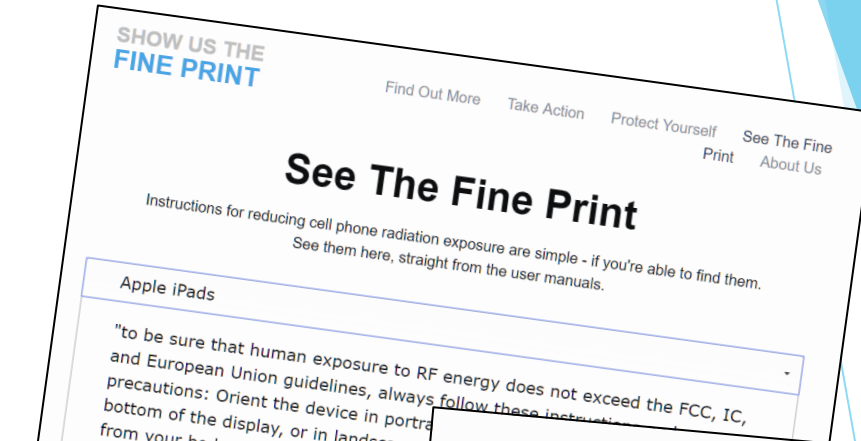 SHOW US THE
FINE PRINT
Find Out More Take Action Protect Yourself See The Fine
Print About Us
See The Fine Print
Instructions for reducing cell phone radiation exposure are simple - if you're able to find them.
See them here, straight from the user manuals.
Apple iPads
"to be sure that human exposure to RF energy does not exceed the FCC, IC,
and European Union guidelines, always follow these instructions
precautions: Orient the device in
bottom of the display, or in
from your